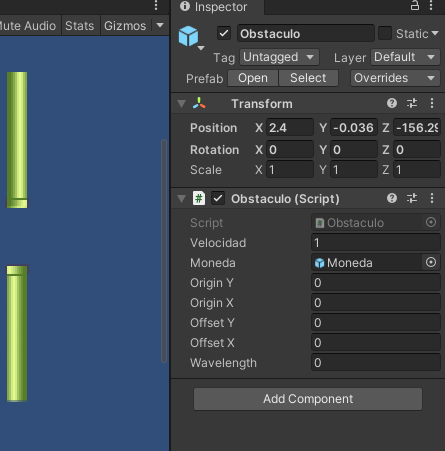 Inspector
Mute Audio Stats Gizmos
Obstaculo Static
Tag Untagged Layer Default
Prefab Open Select Overrides
Transform
Position X 2.4 Y -0.036 Z -156.29
Rotation X 0 Y 0 Z 0
Scale X 1 Y 1 Z 1
# Obstaculo (Script)
Script Obstaculo
Velocidad 1
Moneda Moneda
Origin Y 0
Origin X 0
Offset Y 0
Offset X 0
Wavelength 0
Add Component